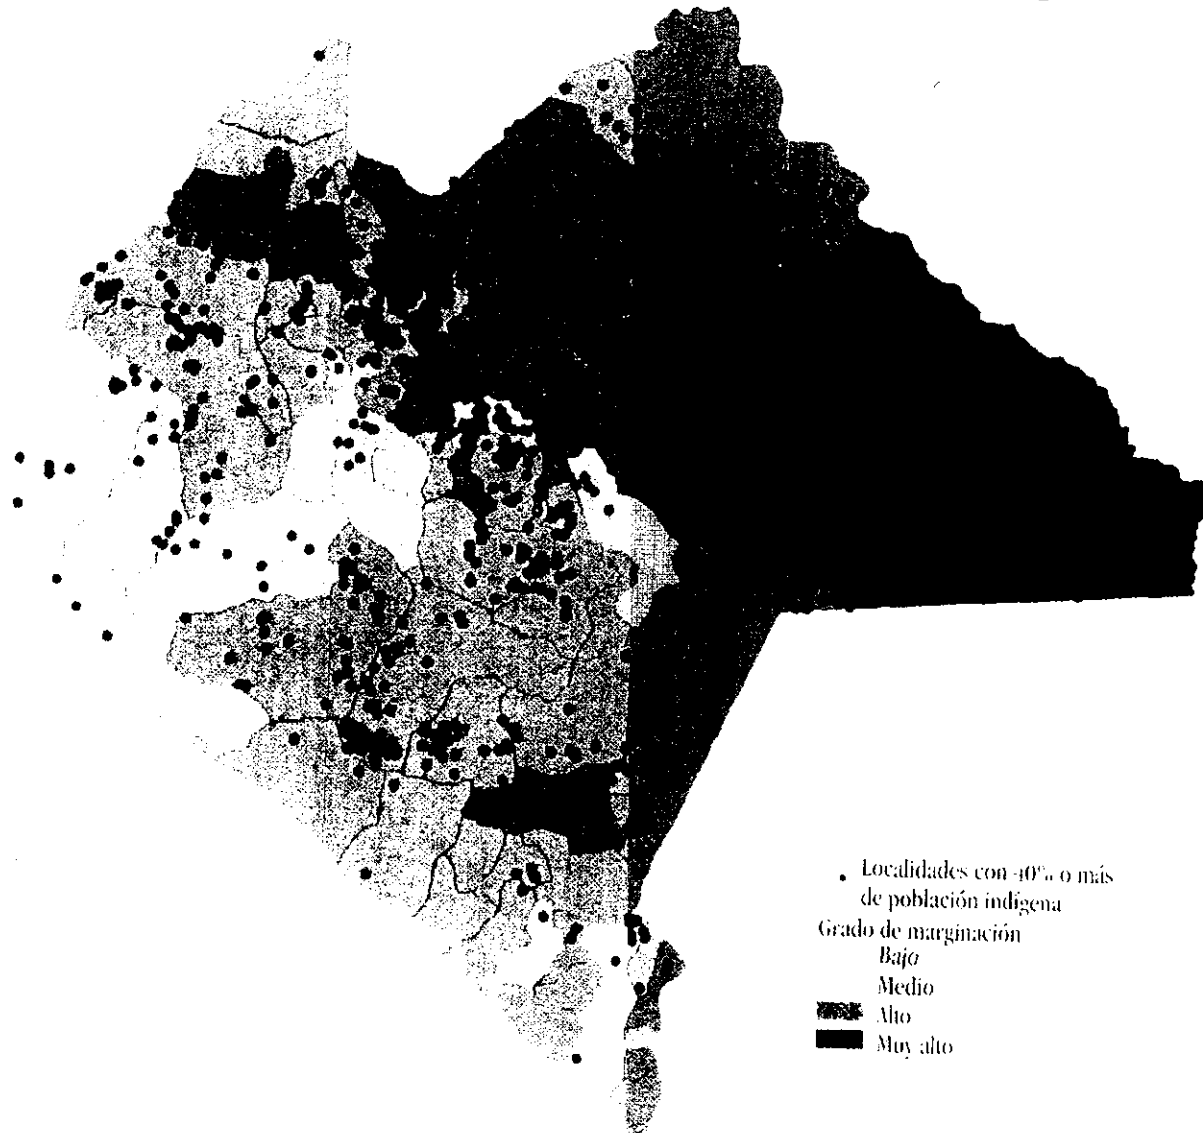 Localidades con 40% o más
de población indígena
Grado de marginación
Bajo
Medio
Alto
Muy alto